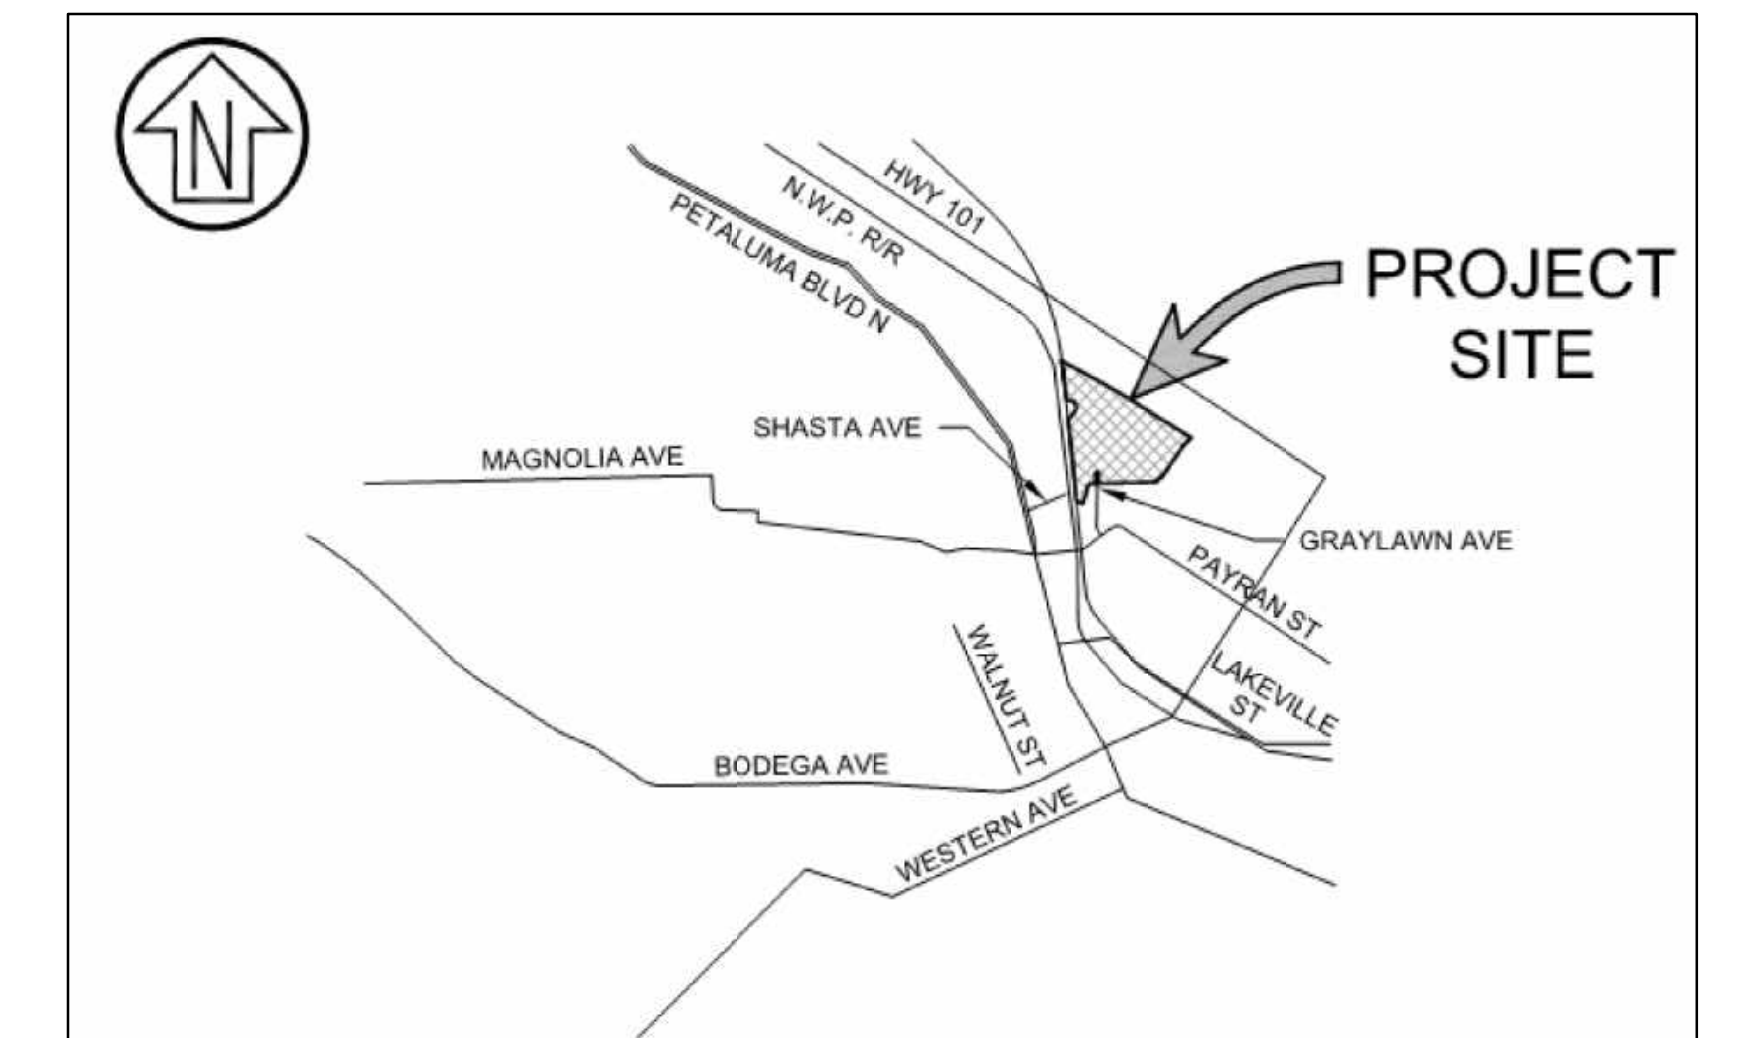 N
HWY 101
N.W.P. R/R
PETALUMA BLVD N
PROJECT
SITE
SHASTA AVE
MAGNOLIA AVE
GRAYLAWN AVE
PAYRAN ST
WALNUT ST
LAKEVILLE
ST
BODEGA AVE
WESTERN AVE